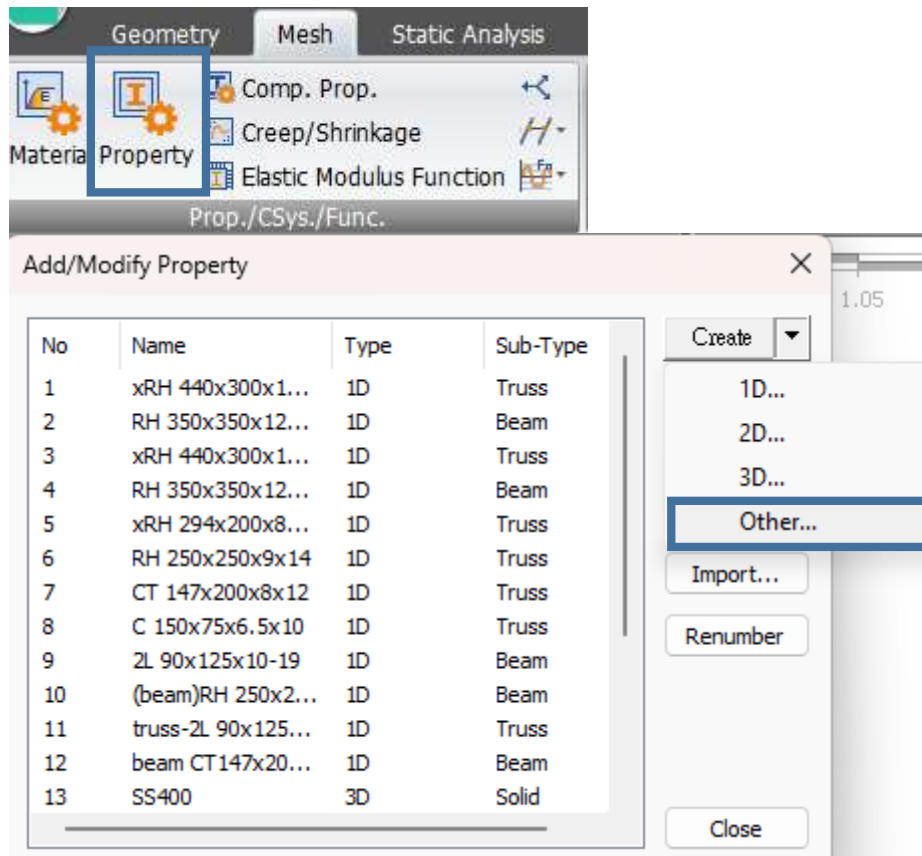 Geometry Mesh Static Analysis
Comp. Prop.
Creep/Shrinkage
Materia Property
Elastic Modulus Function
Prop./CSys./Func.
Add/Modify Property
1.05
No Name Type Sub-Type
Create
1 xRH 440x300x1... 1D Truss
1D...
2 RH 350x350x12... 1D Beam
2D...
3 xRH 440x300x1... 1D Truss
3D...
4 RH 350x350x12... 1D Beam
5 xRH 294x200x8... 1D Truss
Other...
6 RH 250x250x9x14 1D Truss
Import...
7 CT 147x200x8x12 1D Truss
8 C 150x75x6.5x10 1D Truss
Renumber
9 2L 90x125x10-19 1D Beam
10 (beam)RH 250x2... 1D Beam
11 truss-2L 90x125... 1D Truss
12 beam CT147x20... 1D Beam
13 SS400 3D Solid
Close